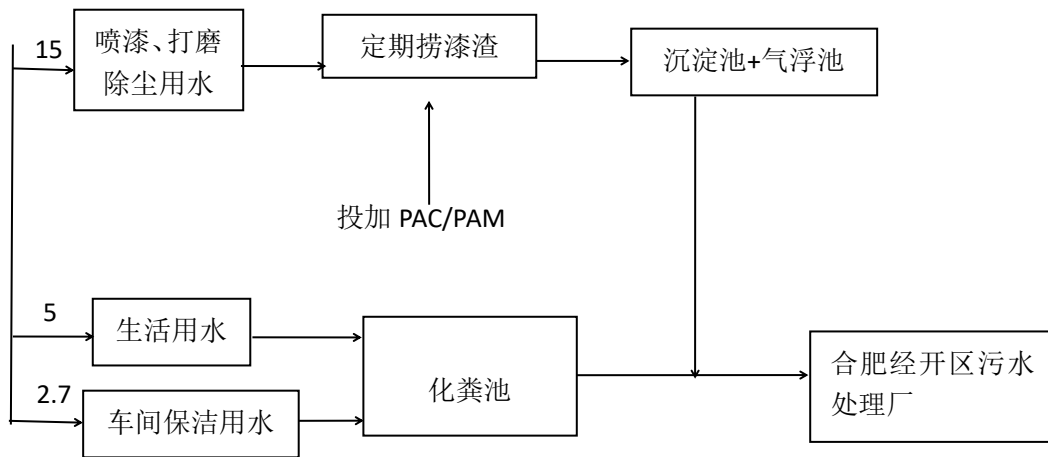 15
喷漆、打磨
除尘用水
定期捞漆渣
沉淀池+气浮池
投加 PAC/PAM
5
生活用水
2.7
车间保洁用水
化粪池
合肥经开区污水
处理厂